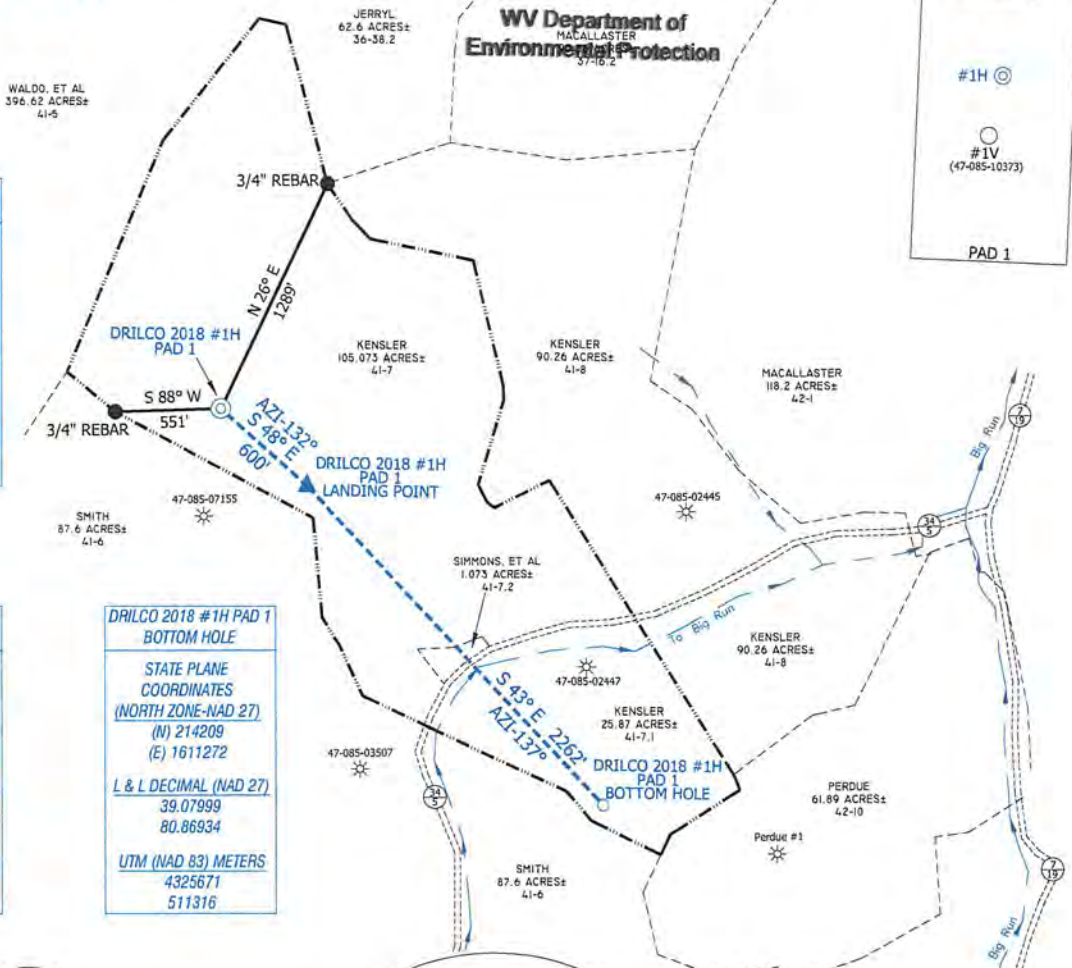 JERRYL
62.6 ACRES±
36-38.2
WV Department of
Environmental Protection
MACALLASTER
37-16.2
WALDO, ET AL
396.62 ACRES±
41-5
#1H
#1V
(47-085-10373)
PAD 1
3/4" REBAR
N 26° E
1289'
DRILCO 2018 #1H
PAD 1
S 88° W
551'
3/4" REBAR
KENSLER
105.073 ACRES±
41-7
KENSLER
90.26 ACRES±
41-8
MACALLASTER
118.2 ACRES±
42-1
7
19
Big Run
AZI-132°
S 48° E
600'
DRILCO 2018 #1H
PAD 1
LANDING POINT
47-085-07155
47-085-02445
SMITH
87.6 ACRES±
41-6
34
5
SIMMONS, ET AL
1.073 ACRES±
41-7.2
To Big Run
KENSLER
90.26 ACRES±
41-8
47-085-02447
KENSLER
25.87 ACRES±
41-7.1
S 43° E 2262'
AZI-137°
DRILCO 2018 #1H
PAD 1
BOTTOM HOLE
47-085-03507
34
5
PERDUE
61.89 ACRES±
42-10
Perdue #1
SMITH
87.6 ACRES±
41-6
7
19
Big Run
DRILCO 2018 #1H PAD 1
BOTTOM HOLE
STATE PLANE
COORDINATES
(NORTH ZONE-NAD 27)
(N) 214209
(E) 1611272
L & L DECIMAL (NAD 27)
39.07999
80.86934
UTM (NAD 83) METERS
4325671
511316